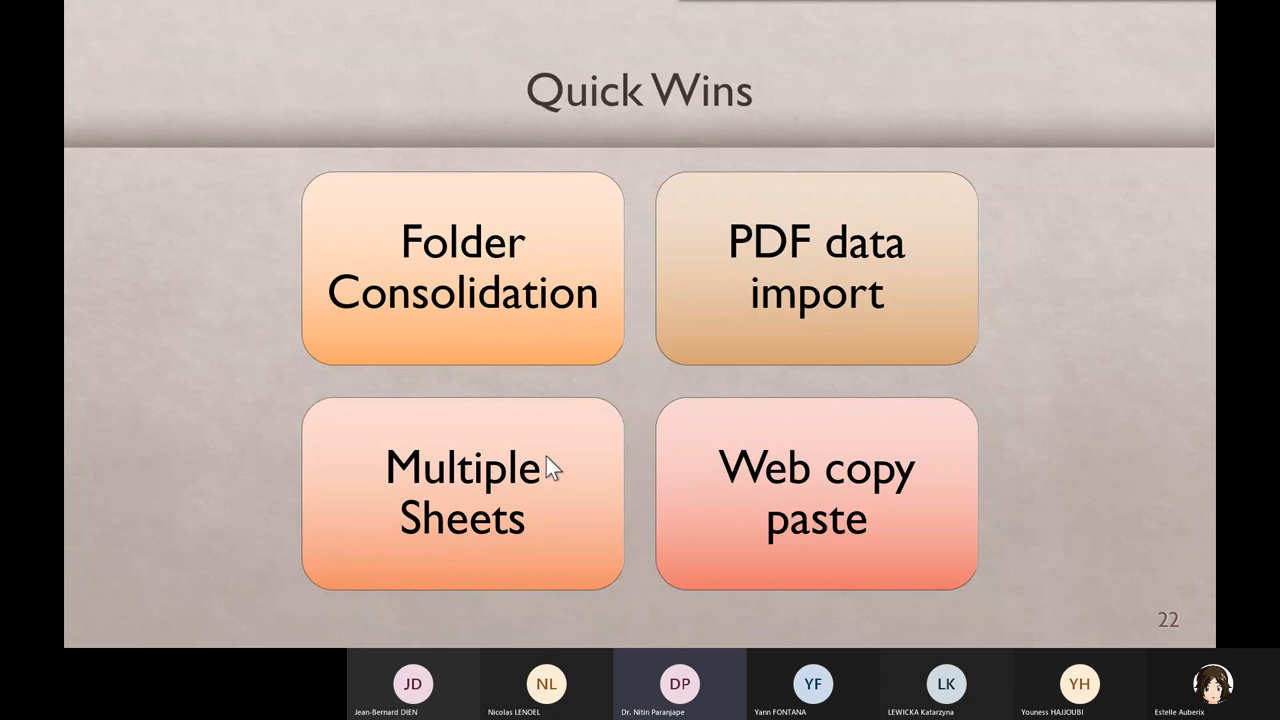 Quick Wins
Folder
Consolidation
PDF data
import
Multiple
Sheets
Web copy
paste
22
JD
NL
DP
YF
LK
YH
Jean-Bernard DIEN
Nicolas LENOEL
Dr. Nitin Paranjape
Yann FONTANA
LEWICKA Katarzyna
Youness HAJJOUBI
Estelle Auberix